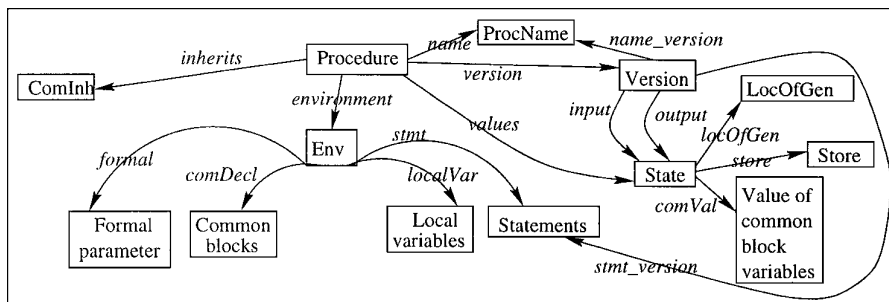 ProcName
name
name_version
inherits
Procedure
version
Version
ComInh
environment
input
output
LocOfGen
values
locOfGen
stmt
Env
formal
store
Store
comDecl
localVar
State
comVal
Formal
parameter
Common
blocks
Local
variables
Statements
Value of
common
block
variables
stmt_version